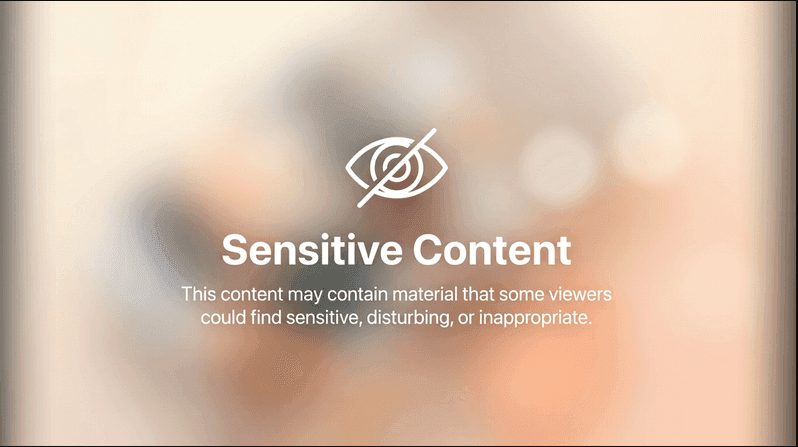 Sensitive Content
This content may contain material that some viewers
could find sensitive, disturbing, or inappropriate.